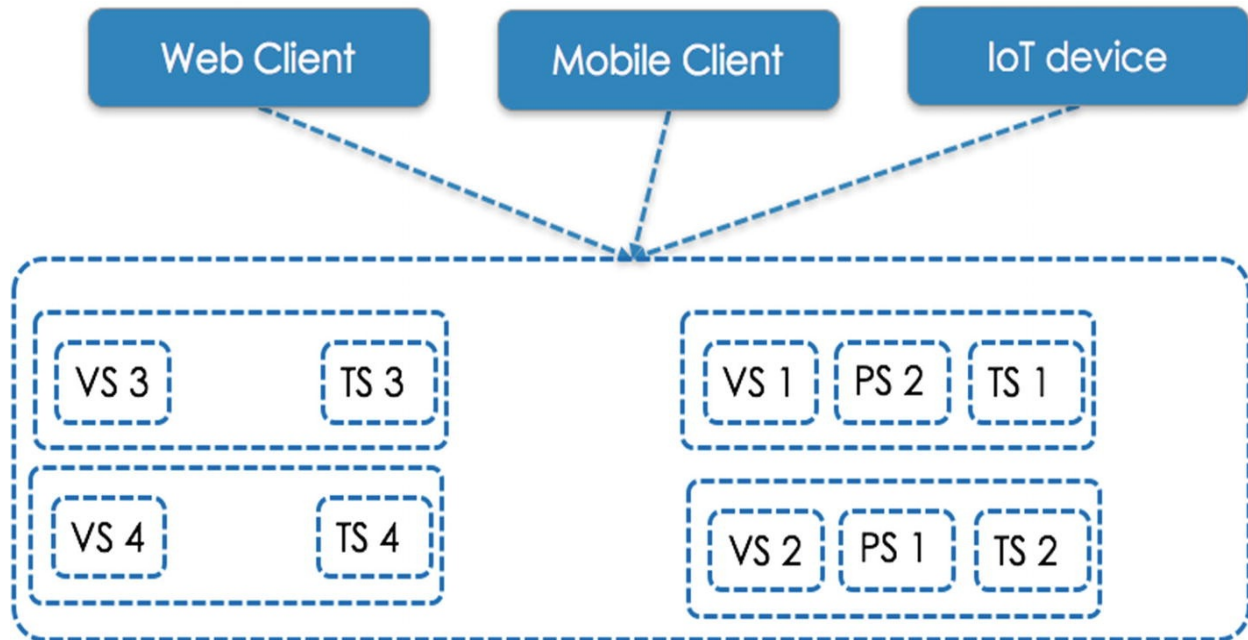 Web Client
Mobile Client
IoT device
VS 3
TS 3
VS 1
PS 2
TS 1
VS 4
TS 4
VS 2
PS 1
TS 2